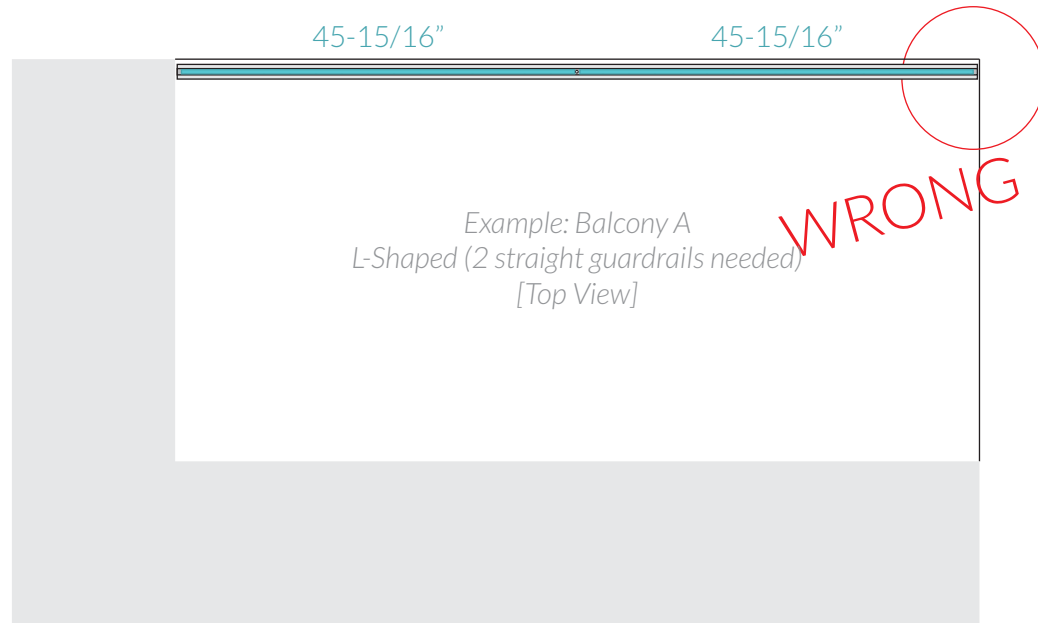 45-15/16” 45-15/16”
WRONG
Example: Balcony A
L-Shaped (2 straight guardrails needed)
[Top View]